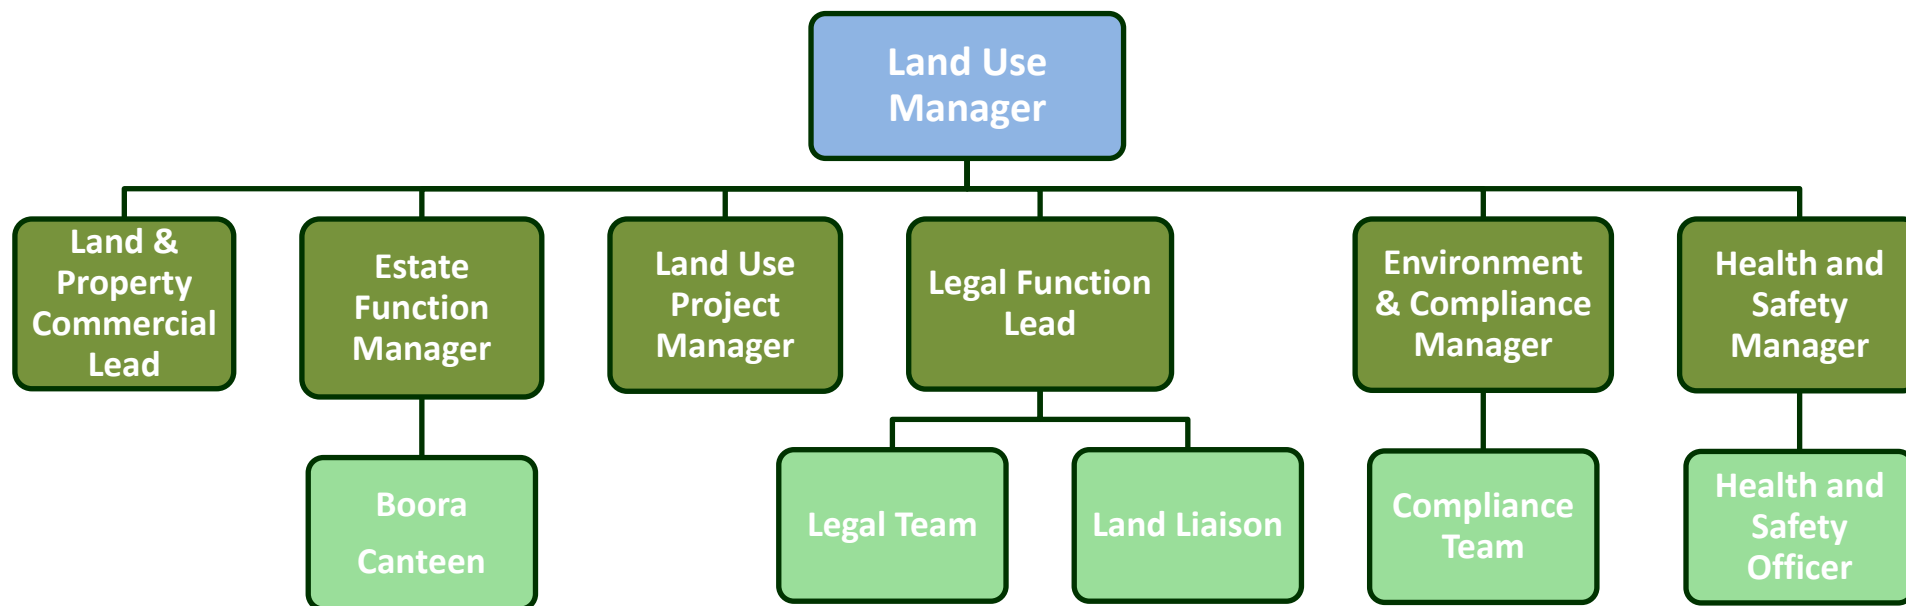 Land Use
Manager
Land &
Property
Commercial
Lead
Estate
Function
Manager
Land Use
Project
Manager
Legal Function
Lead
Environment
& Compliance
Manager
Health and
Safety
Manager
Boora
Canteen
Legal Team
Land Liaison
Compliance
Team
Health and
Safety
Officer